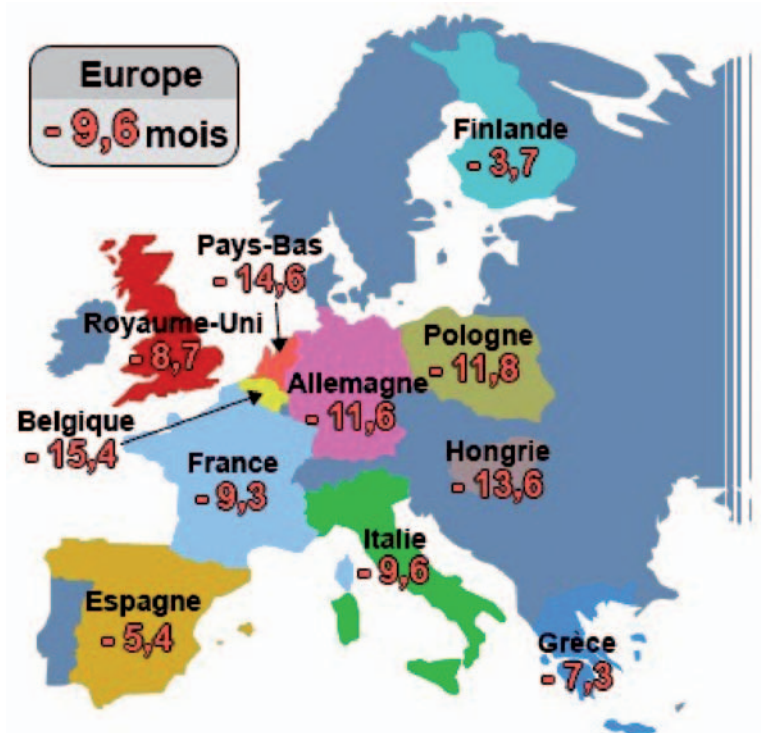 Europe
- 9,6 mois
Finlande
- 3,7
Pays-Bas
- 14,6
Royaume-Uni
- 8,7
Pologne
- 11,8
Allemagne
- 11,6
Belgique
- 15,4
Hongrie
- 13,6
France
- 9,3
Italie
- 9,6
Espagne
- 5,4
Grèce
- 7,3